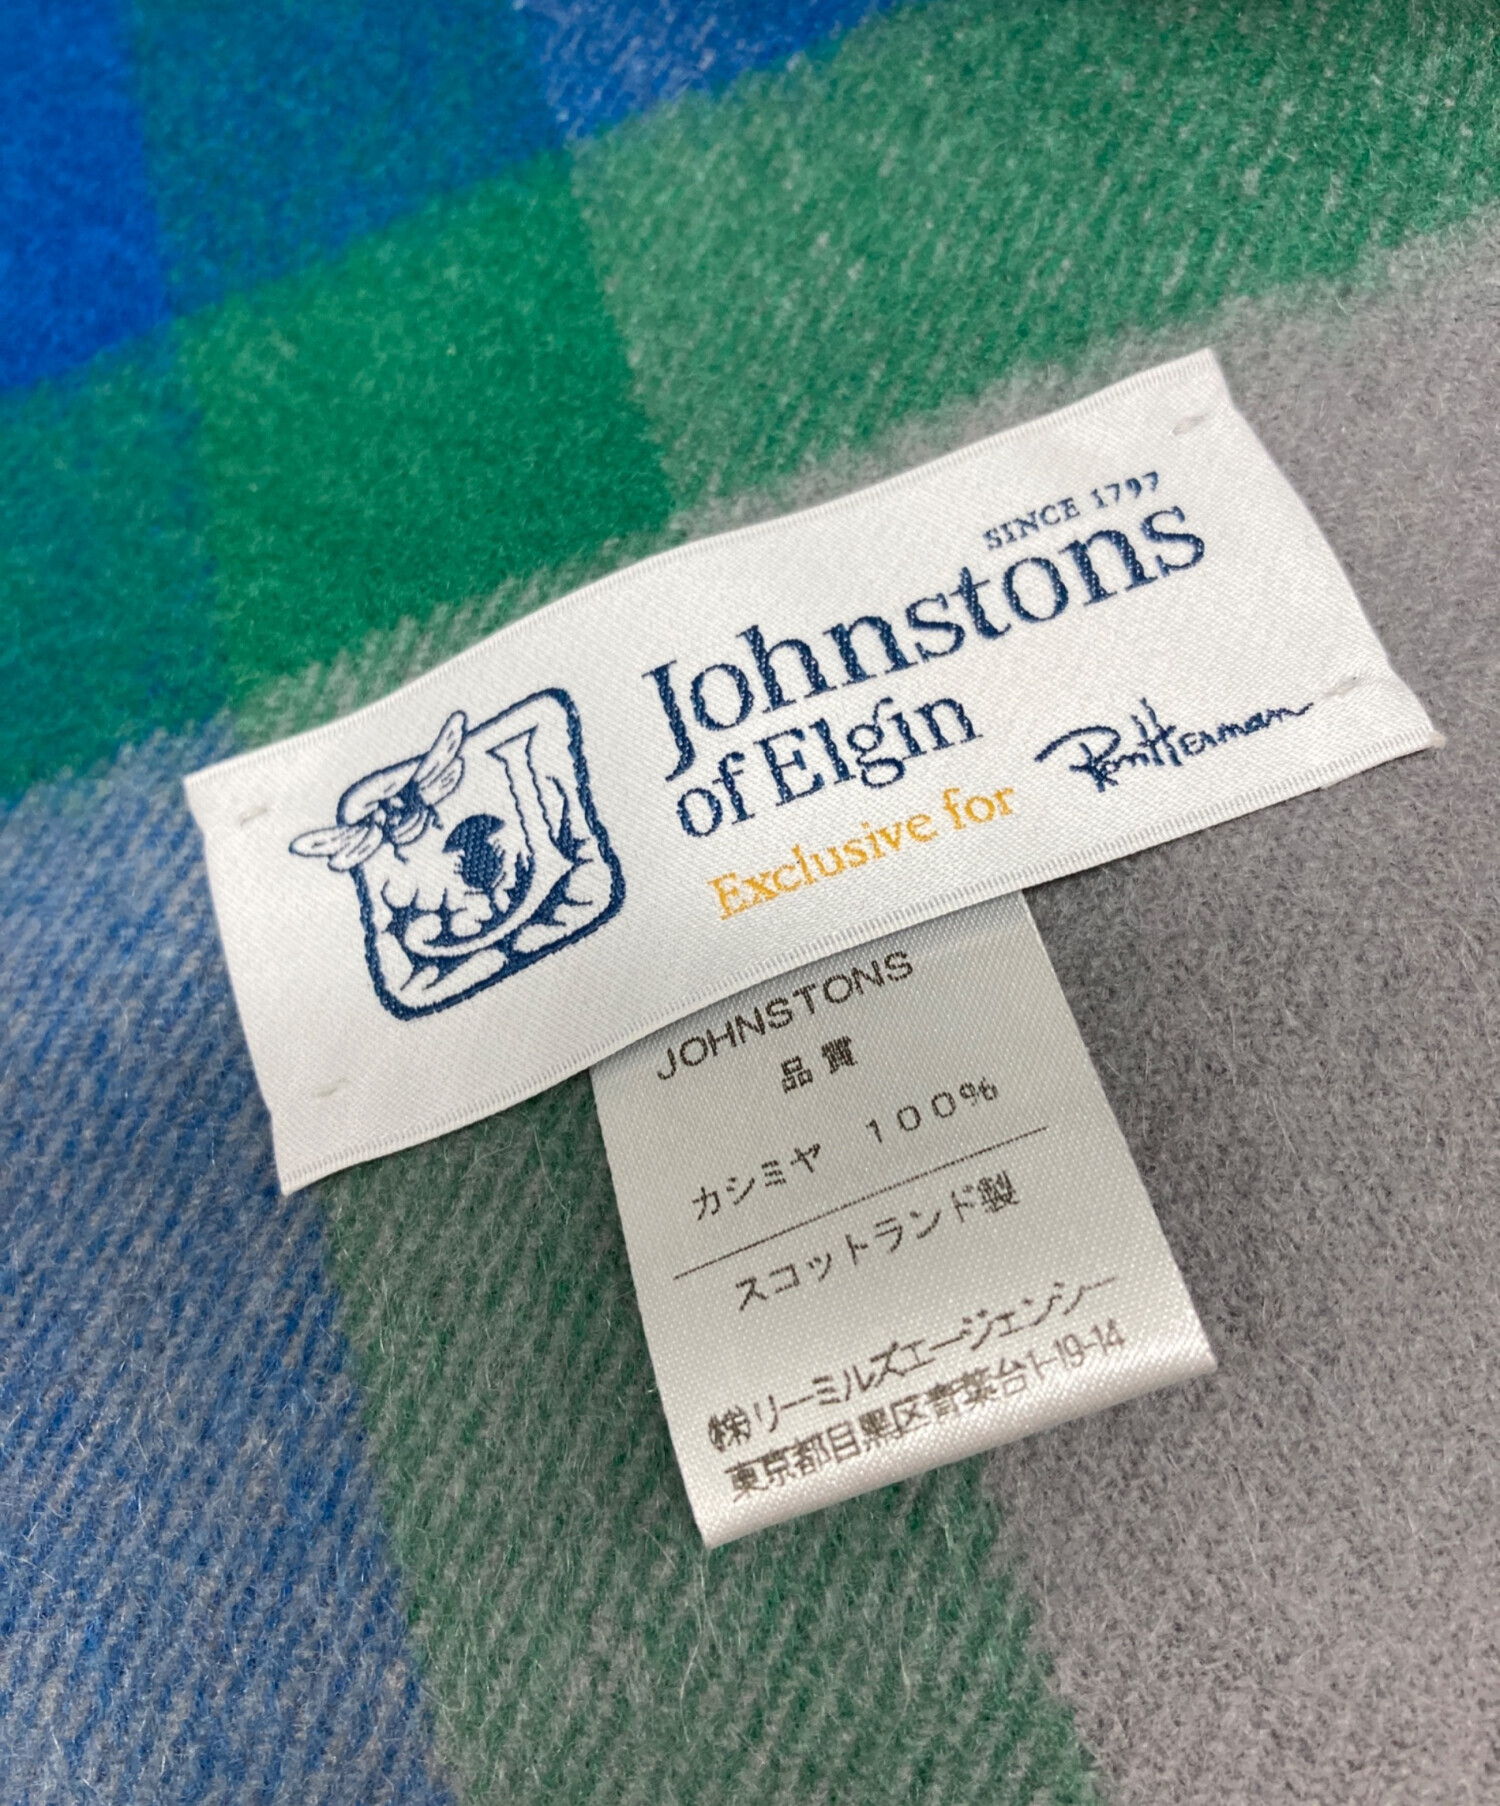 SINCE 1797
Johnstons
of Elgin
Exclusive for Ron Herman
JOHNSTONS
品質
カシミヤ 100%
スコットランド製
㈱リーミルズエージェンシー
東京都目黒区青葉台1-19-14